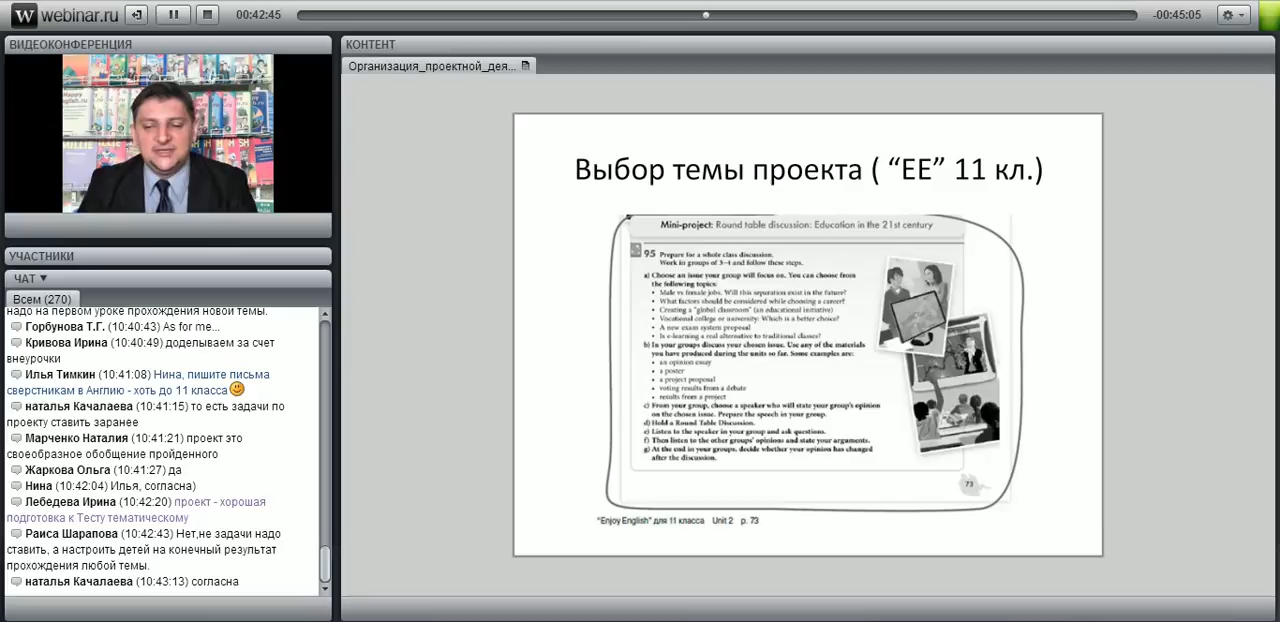 W webinar.ru
00:42:45
-00:45:05
ВИДЕОКОНФЕРЕНЦИЯ
УЧАСТНИКИ
ЧАТ ▼
Всем (270)
надо на первом уроке прохождения новой темы.
Горбунова Т.Г. (10:40:43) As for me...
Кривова Ирина (10:40:49) доделываем за счет
внеурочки
Илья Тимкин (10:41:08) Нина, пишите письма
сверстникам в Англию - хоть до 11 класса
наталья Качалаева (10:41:15) то есть задачи по
проекту ставить заранее
Марченко Наталия (10:41:21) проект это
своеобразное обобщение пройденного
Жаркова Ольга (10:41:27) да
Нина (10:42:04) Илья, согласна)
Лебедева Ирина (10:42:20) проект - хорошая
подготовка к Тесту тематическому
Раиса Шарапова (10:42:43) Нет,не задачи надо
ставить, а настроить детей на конечный результат
прохождения любой темы.
наталья Качалаева (10:43:13) согласна
КОНТЕНТ
Организация_проектной_дея...
Выбор темы проекта ( “ЕЕ” 11 кл.)
Mini-project: Round table discussion: Education in the 21st century
95 Prepare for a whole class discussion.
Work in groups of 3–4 and follow these steps.
a) Choose an issue your group will focus on. You can choose from
the following topics:
• Male vs female jobs. Will this separation exist in the future?
• What factors should be considered while choosing a career?
• Creating a "global classroom" (an educational initiative)
• Vocational college or university: Which is a better choice?
• A new exam system proposal
• Is e-learning a real alternative to traditional classes?
b) In your groups discuss your chosen issue. Use any of the materials
you have produced during the units so far. Some examples are:
• an opinion essay
• a poster
• a project proposal
• voting results from a debate
• results from a project
c) From your group, choose a speaker who will state your group's opinion
on the chosen issue. Prepare the speech in your group.
d) Hold a Round Table Discussion.
e) Listen to the speaker in your group and ask questions.
f) Then listen to the other groups' opinions and state your arguments.
g) At the end in your groups, decide whether your opinion has changed
after the discussion.
73
“Enjoy English” для 11 класса Unit 2 p. 73